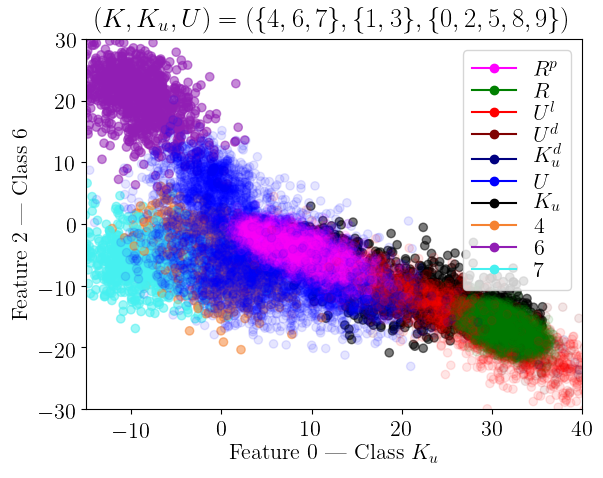 (K, K_u, U) = ({4, 6, 7}, {1, 3}, {0, 2, 5, 8, 9})
30
20
10
0
−10
−20
−30
Feature 2 — Class 6
R^p
R
U^l
U^d
K_u^d
U
K_u
4
6
7
−10
0
10
20
30
40
Feature 0 — Class K_u